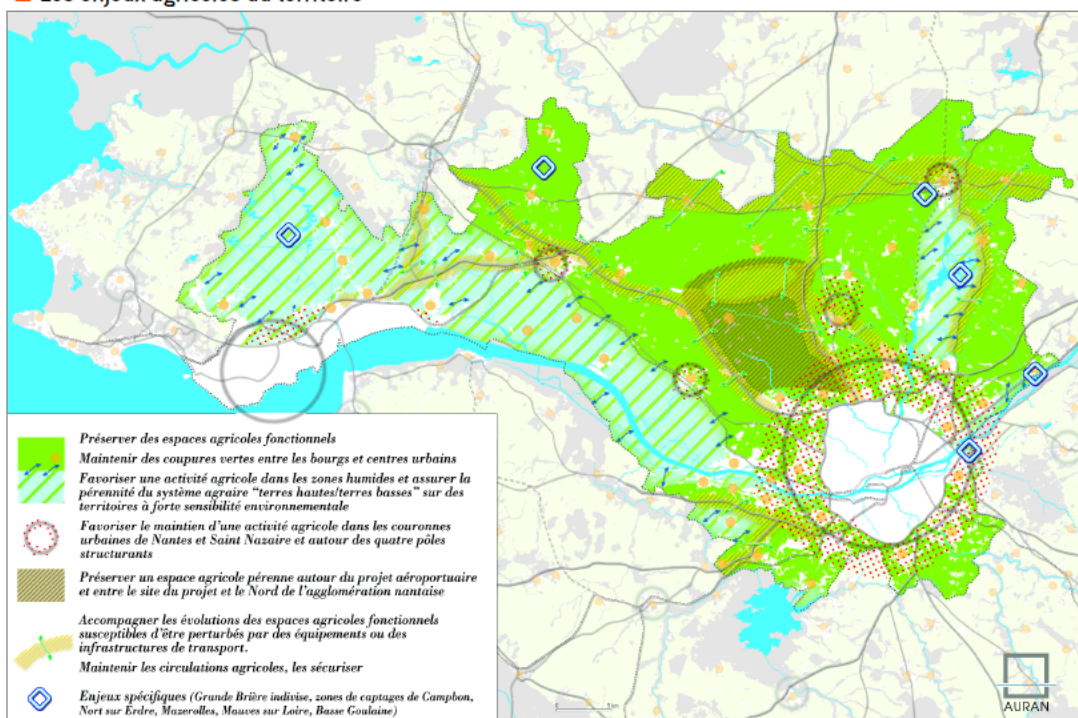 Les enjeux agricoles du territoire
Préserver des espaces agricoles fonctionnels
Maintenir des coupures vertes entre les bourgs et centres urbains
Favoriser une activité agricole dans les zones humides et assurer la
pérennité du système agraire "terres hautes/terres basses" sur des
territoires à forte sensibilité environnementale
Favoriser le maintien d'une activité agricole dans les couronnes
urbaines de Nantes et Saint Nazaire et autour des quatre pôles
structurants
Préserver un espace agricole pérenne autour du projet aéroportuaire
et entre le site du projet et le Nord de l'agglomération nantaise
Accompagner les évolutions des espaces agricoles fonctionnels
susceptibles d'être perturbés par des équipements ou des
infrastructures de transport.
Maintenir les circulations agricoles, les sécuriser
Enjeux spécifiques (Grande Brière indivise, zones de captages de Campbon,
Nort sur Erdre, Mazerolles, Mauves sur Loire, Basse Goulaine)
AURAN